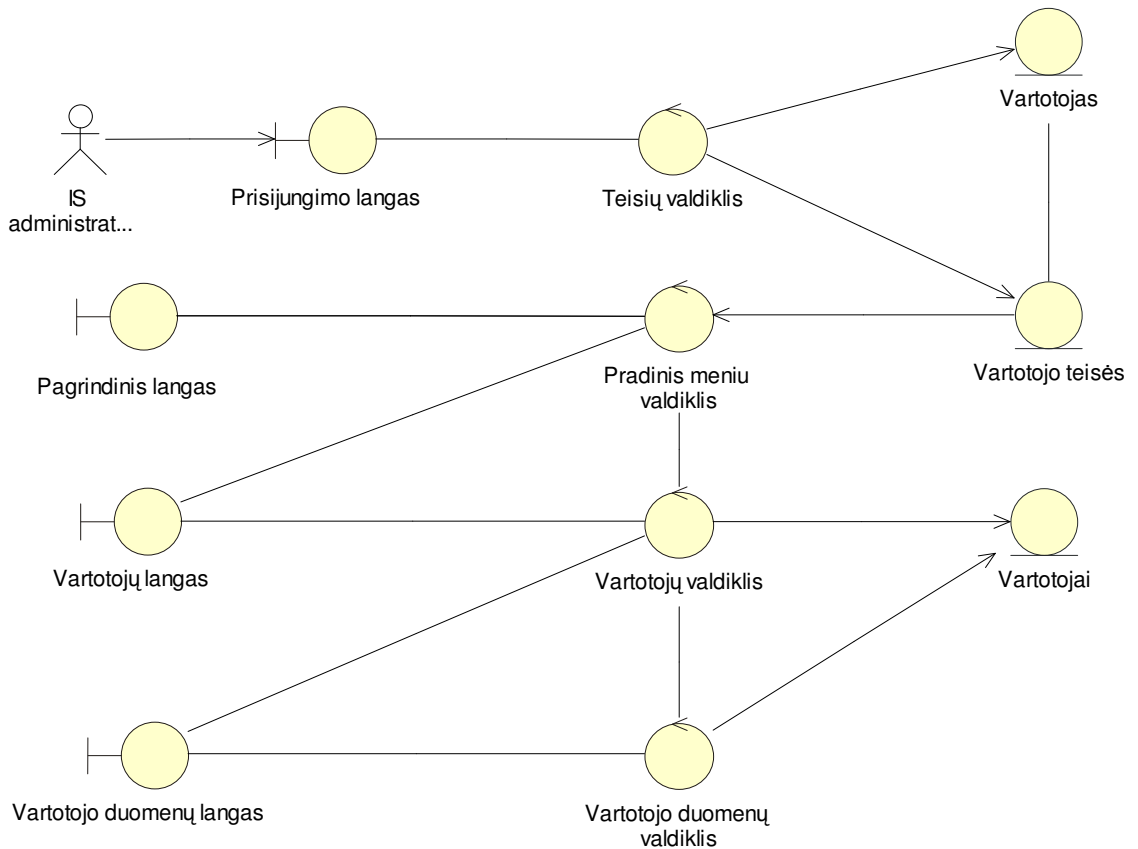 Vartotojas
IS
administrat...
Prisijungimo langas
Teisių valdiklis
Pagrindinis langas
Pradinis meniu
valdiklis
Vartotojo teisės
Vartotojų langas
Vartotojų valdiklis
Vartotojai
Vartotojo duomenų langas
Vartotojo duomenų
valdiklis